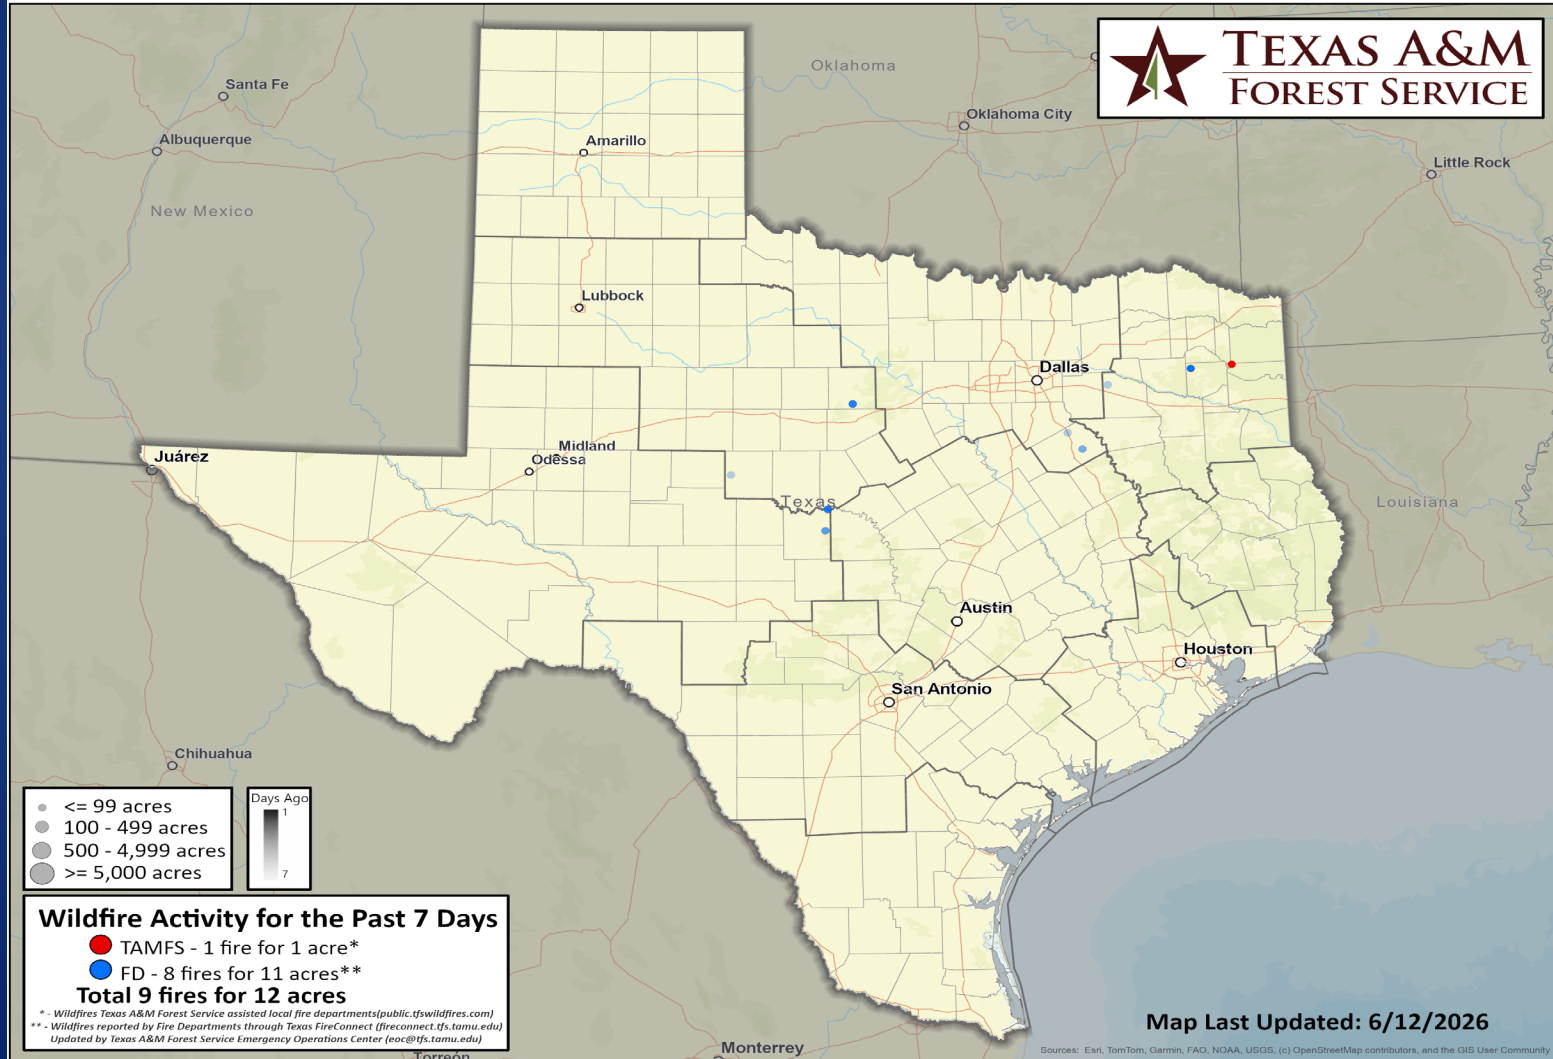 TEXAS A&M
FOREST SERVICE
Oklahoma
Santa Fe
Oklahoma City
Albuquerque
Amarillo
Little Rock
New Mexico
Lubbock
Dallas
Midland
Odessa
Juárez
Texas
Louisiana
Austin
Houston
San Antonio
Chihuahua
<= 99 acres
100 - 499 acres
500 - 4,999 acres
>= 5,000 acres
Days Ago
1
7
Wildfire Activity for the Past 7 Days
TAMFS - 1 fire for 1 acre*
FD - 8 fires for 11 acres**
Total 9 fires for 12 acres
* - Wildfires Texas A&M Forest Service assisted local fire departments(public.tfswildfires.com)
** - Wildfires reported by Fire Departments through Texas FireConnect (fireconnect.tfs.tamu.edu)
Updated by Texas A&M Forest Service Emergency Operations Center (eoc@tfs.tamu.edu)
Torreón
Monterrey
Map Last Updated: 6/12/2026
Sources: Esri, TomTom, Garmin, FAO, NOAA, USGS, (c) OpenStreetMap contributors, and the GIS User Community